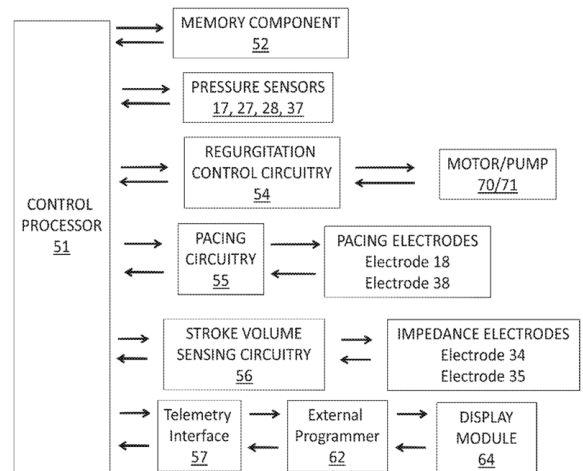 MEMORY COMPONENT
52
PRESSURE SENSORS
17, 27, 28, 37
REGURGITATION
CONTROL CIRCUITRY
54
MOTOR/PUMP
70/71
CONTROL
PROCESSOR
51
PACING
CIRCUITRY
55
PACING ELECTRODES
Electrode 18
Electrode 38
STROKE VOLUME
SENSING CIRCUITRY
56
IMPEDANCE ELECTRODES
Electrode 34
Electrode 35
Telemetry
Interface
57
External
Programmer
62
DISPLAY
MODULE
64